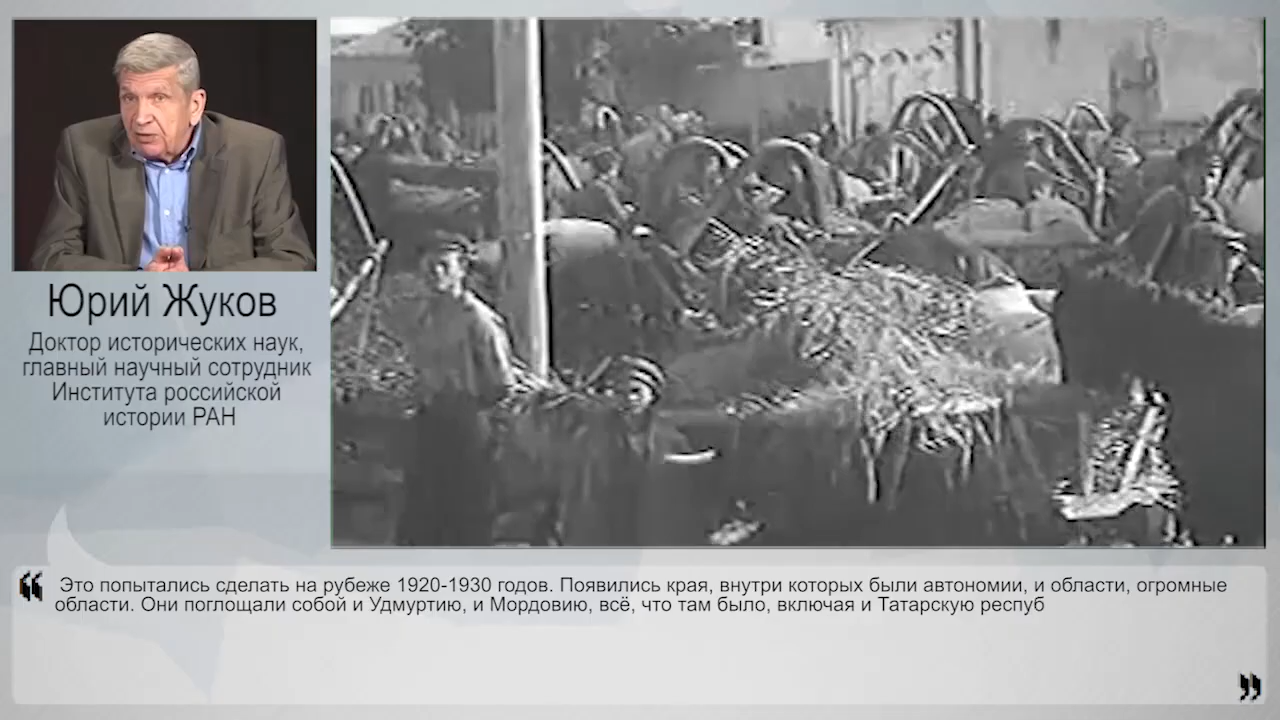 Юрий Жуков
Доктор исторических наук,
главный научный сотрудник
Института российской
истории РАН
“ Это попытались сделать на рубеже 1920-1930 годов. Появились края, внутри которых были автономии, и области, огромные
области. Они поглощали собой и Удмуртию, и Мордовию, всё, что там было, включая и Татарскую респуб
”